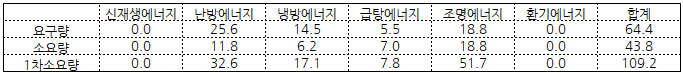 신재생에너지 난방에너지 냉방에너지 급탕에너지 조명에너지 환기에너지 합계
요구량 0.0 25.6 14.5 5.5 18.8 0.0 64.4
소요량 0.0 11.8 6.2 7.0 18.8 0.0 43.8
1차소요량 0.0 32.6 17.1 7.8 51.7 0.0 109.2